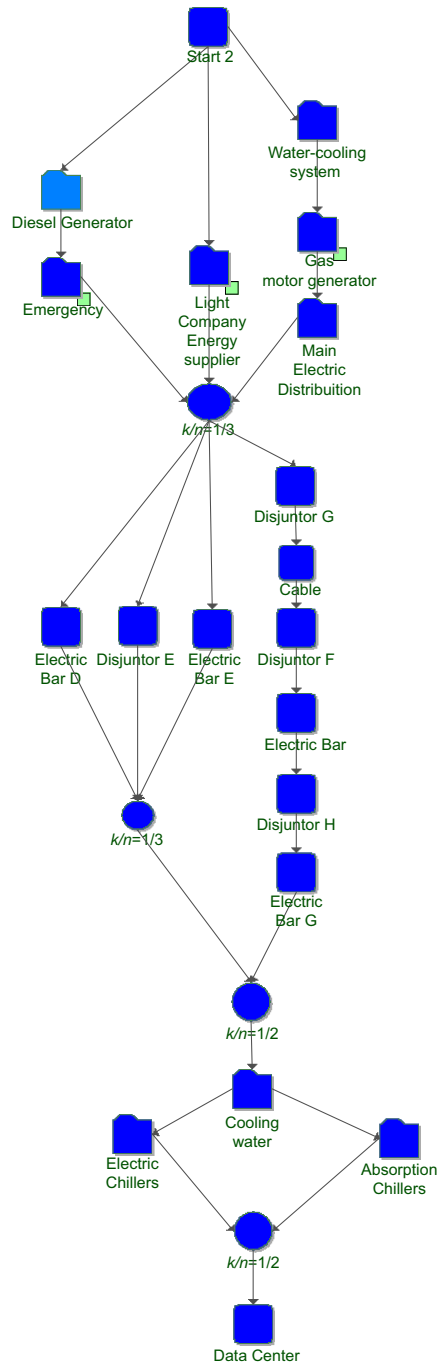 Start 2
Water-cooling
system
Diesel Generator
Gas
motor generator
Emergency
Light
Company
Energy
supplier
Main
Electric
Distribuition
k/n=1/3
Disjuntor G
Cable
Electric
Bar D
Disjuntor E
Electric
Bar E
Disjuntor F
Electric Bar
Disjuntor H
k/n=1/3
Electric
Bar G
k/n=1/2
Cooling
water
Electric
Chillers
Absorption
Chillers
k/n=1/2
Data Center